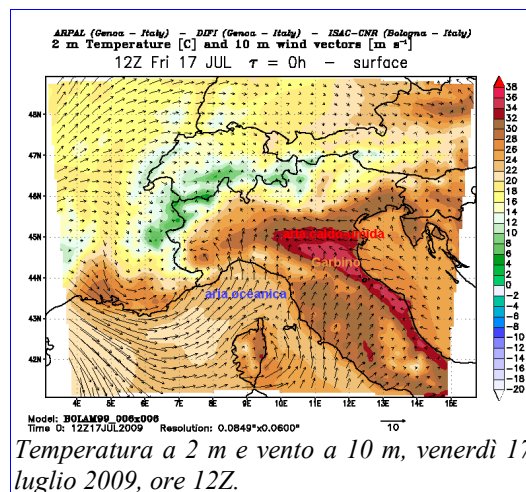 ARPAL (Genoa - Italy) - DIFI (Genoa - Italy) - ISAC-CNR (Bologna - Italy)
2 m Temperature [C] and 10 m wind vectors [m s⁻¹]
12Z Fri 17 JUL τ = 0h - surface
48N
47N
46N
45N
44N
43N
42N
4E
5E
6E
7E
8E
9E
10E
11E
12E
13E
14E
15E
38
36
34
32
30
28
26
24
22
20
18
16
14
12
10
8
6
4
2
0
-2
-4
-6
-8
-10
-12
-14
-16
-18
-20
aria caldo-umida
Garbino
aria oceanica
Model: BOLAM99_006x006
Time 0: 12Z17JUL2009 Resolution: 0.0849°x0.0600°
10
Temperatura a 2 m e vento a 10 m, venerdì 17
luglio 2009, ore 12Z.